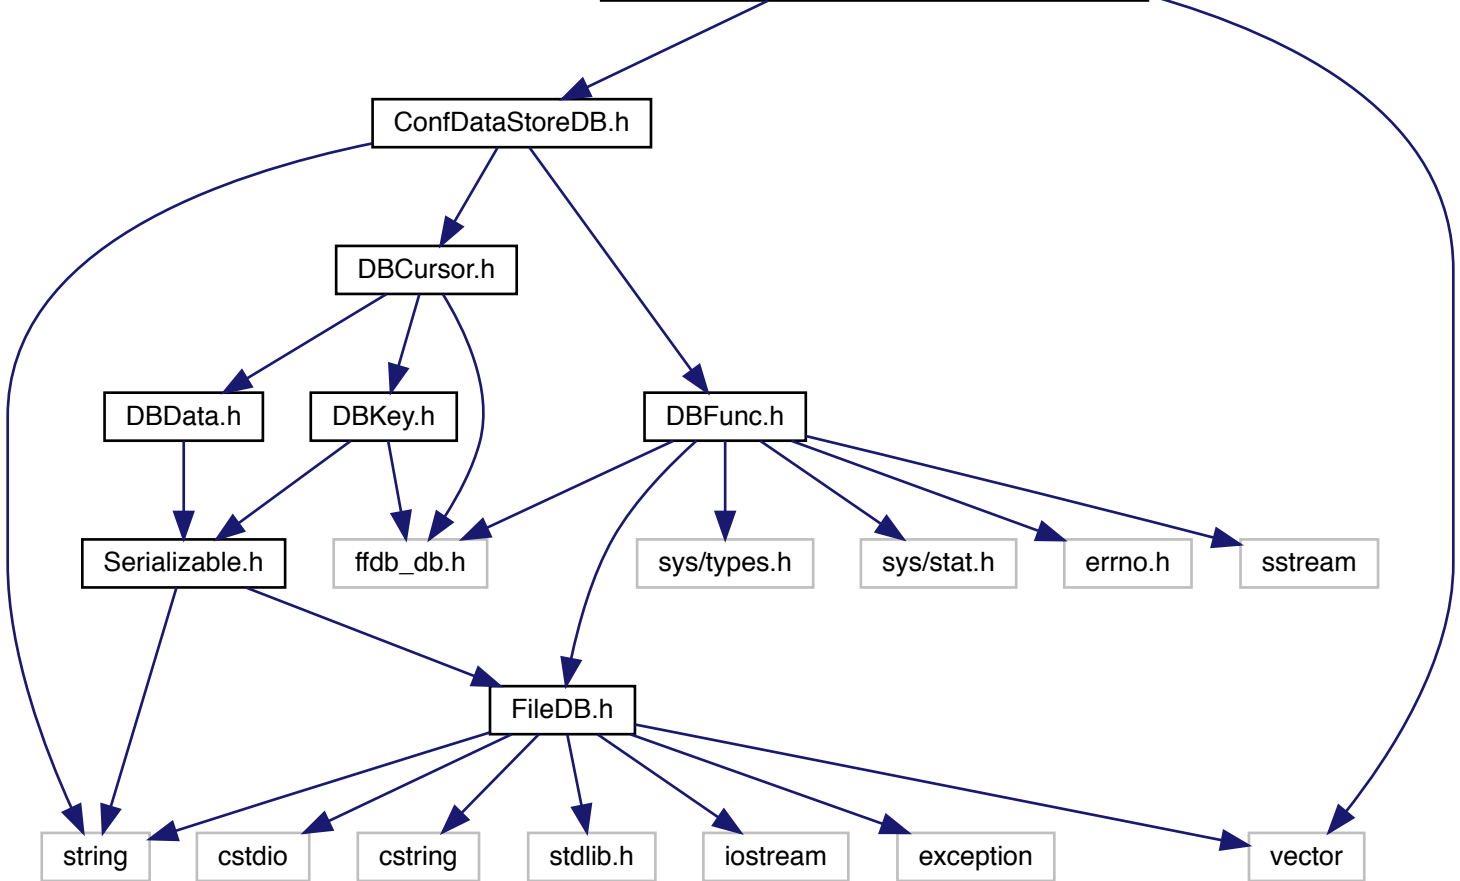 ConfDataStoreDB.h
DBCursor.h
DBData.h
DBKey.h
DBFunc.h
Serializable.h
ffdb_db.h
sys/types.h
sys/stat.h
errno.h
sstream
FileDB.h
string
cstdio
cstring
stdlib.h
iostream
exception
vector